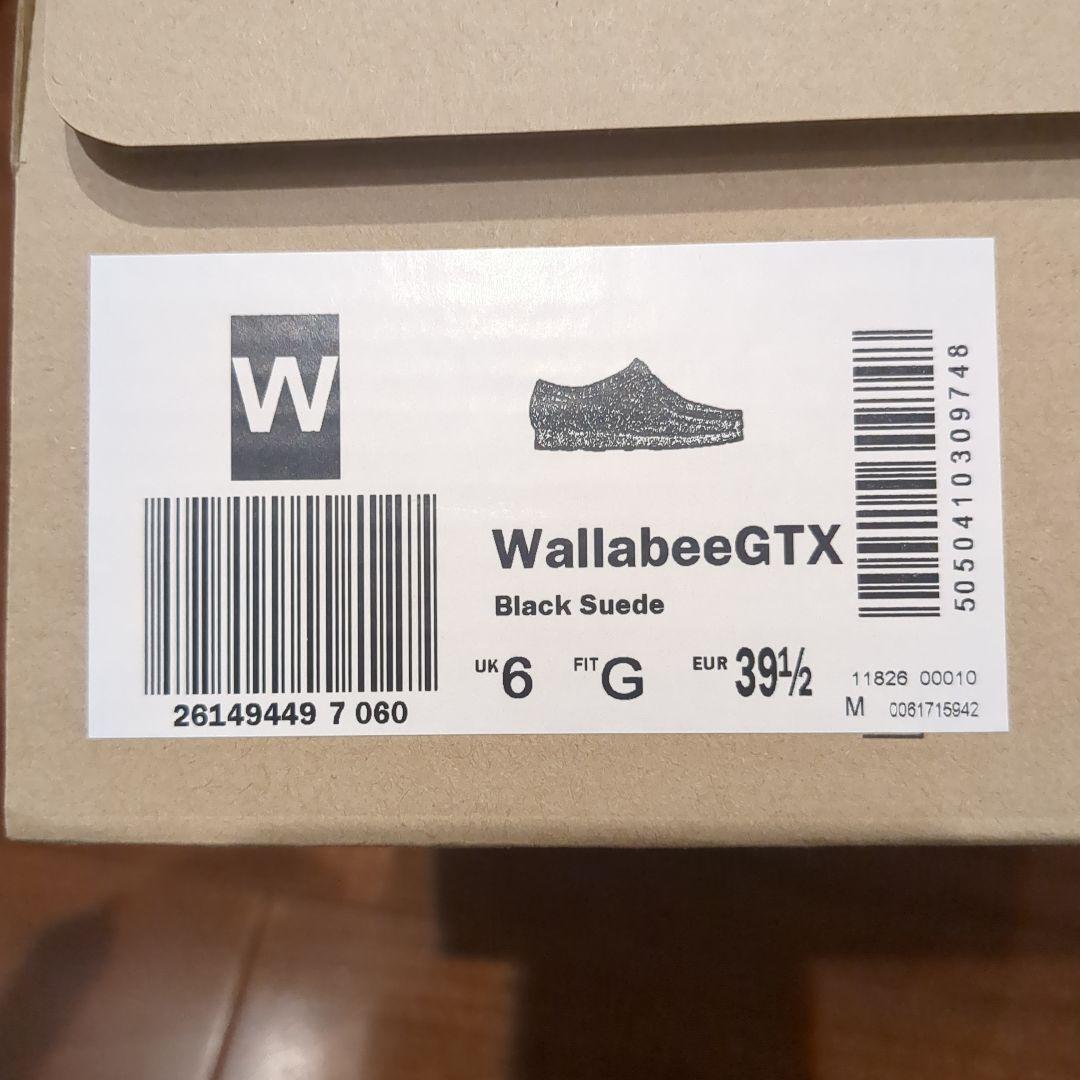 W
26149449 7 060
WallabeeGTX
Black Suede
UK 6 FIT G EUR 39½
5050410309748
11826 00010
M 0061715942